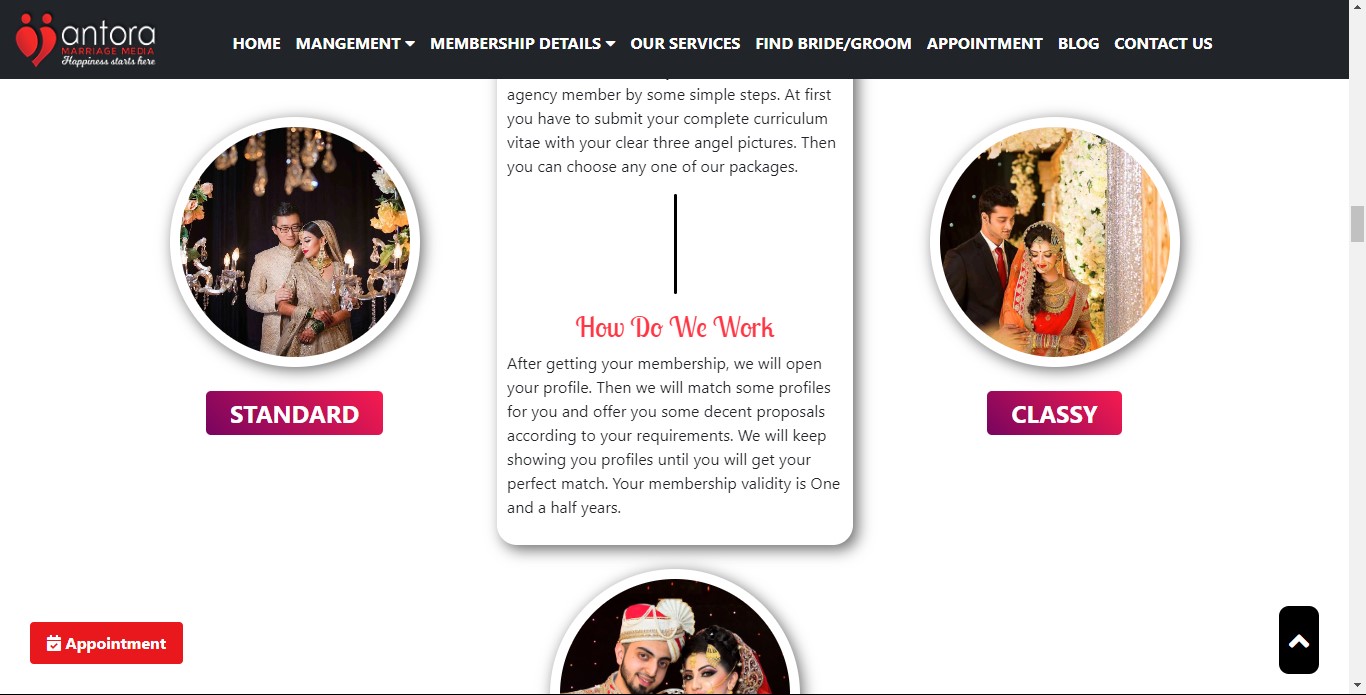 antora
MARRIAGE MEDIA
Happiness starts here
HOME MANGEMENT MEMBERSHIP DETAILS OUR SERVICES FIND BRIDE/GROOM APPOINTMENT BLOG CONTACT US
agency member by some simple steps. At first
you have to submit your complete curriculum
vitae with your clear three angel pictures. Then
you can choose any one of our packages.
How Do We Work
After getting your membership, we will open
your profile. Then we will match some profiles
for you and offer you some decent proposals
according to your requirements. We will keep
showing you profiles until you will get your
perfect match. Your membership validity is One
and a half years.
STANDARD
CLASSY
Appointment